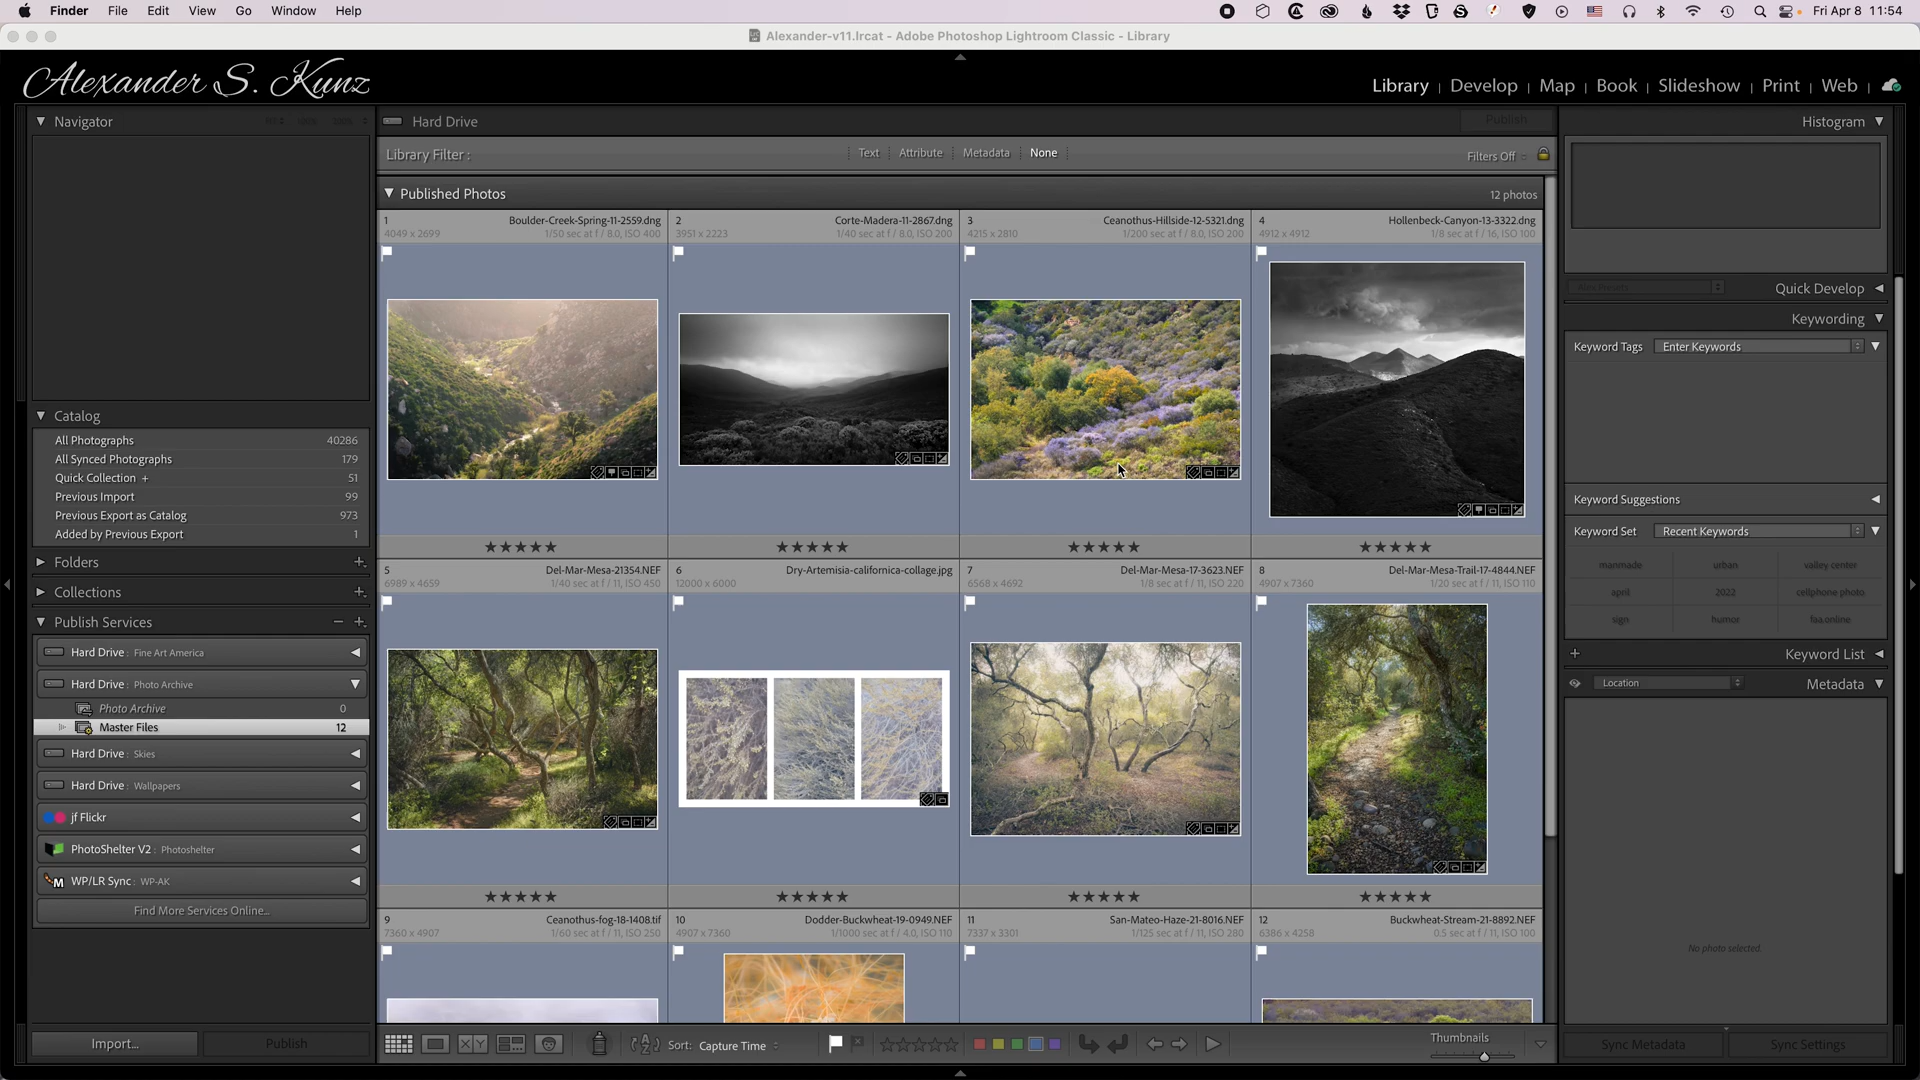 Finder File Edit View Go Window Help Fri Apr 8 11:54
Alexander-v11.lrcat - Adobe Photoshop Lightroom Classic - Library
Alexander S. Kunz
Library | Develop | Map | Book | Slideshow | Print | Web |
Navigator
Catalog
All Photographs 40286
All Synced Photographs 179
Quick Collection + 51
Previous Import 99
Previous Export as Catalog 973
Added by Previous Export 1
Folders
Collections
Publish Services
Hard Drive : Fine Art America
Hard Drive : Photo Archive
Photo Archive 0
Master Files 12
Hard Drive : Skies
Hard Drive : Wallpapers
jf Flickr
PhotoShelter V2 : Photoshelter
WP/LR Sync : WP-AK
Find More Services Online...
Import... Publish
Hard Drive Publish
Library Filter : Text Attribute Metadata None Filters Off
Published Photos 12 photos
1 Boulder-Creek-Spring-11-2559.dng
4049 x 2699 1/50 sec at f / 8.0, ISO 400
2 Corte-Madera-11-2867.dng
3951 x 2223 1/40 sec at f / 8.0, ISO 200
3 Ceanothus-Hillside-12-5321.dng
4215 x 2810 1/200 sec at f / 8.0, ISO 200
4 Hollenbeck-Canyon-13-3322.dng
4912 x 4912 1/8 sec at f / 16, ISO 100
5 Del-Mar-Mesa-21354.NEF
6989 x 4659 1/40 sec at f / 11, ISO 450
6 Dry-Artemisia-californica-collage.jpg
12000 x 6000
7 Del-Mar-Mesa-17-3623.NEF
6568 x 4692 1/8 sec at f / 11, ISO 220
8 Del-Mar-Mesa-Trail-17-4844.NEF
4907 x 7360 1/20 sec at f / 11, ISO 110
9 Ceanothus-fog-18-1408.tif
7360 x 4907 1/60 sec at f / 11, ISO 250
10 Dodder-Buckwheat-19-0949.NEF
4907 x 7360 1/1000 sec at f / 4.0, ISO 110
11 San-Mateo-Haze-21-8016.NEF
7337 x 3301 1/125 sec at f / 11, ISO 280
12 Buckwheat-Stream-21-8892.NEF
6386 x 4258 0.5 sec at f / 11, ISO 100
Sort: Capture Time
Thumbnails
Histogram
Quick Develop
Keywording
Keyword Tags Enter Keywords
Keyword Suggestions
Keyword Set Recent Keywords
manmade urban valley center
april 2022 cellphone photo
sign humor faa.online
+ Keyword List
Location Metadata
No photo selected.
Sync Metadata Sync Settings